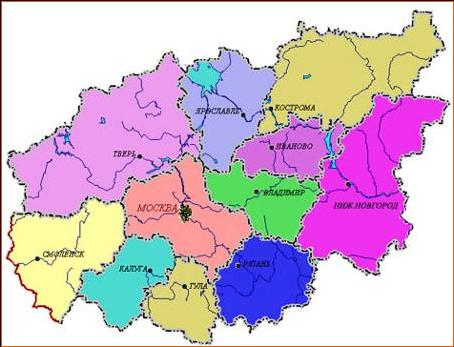 ЯРОСЛАВЛЬ
КОСТРОМА
ТВЕРЬ
ИВАНОВО
ВЛАДИМИР
МОСКВА
НИЖ.НОВГОРОД
СМОЛЕНСК
КАЛУГА
РЯЗАНЬ
ТУЛА